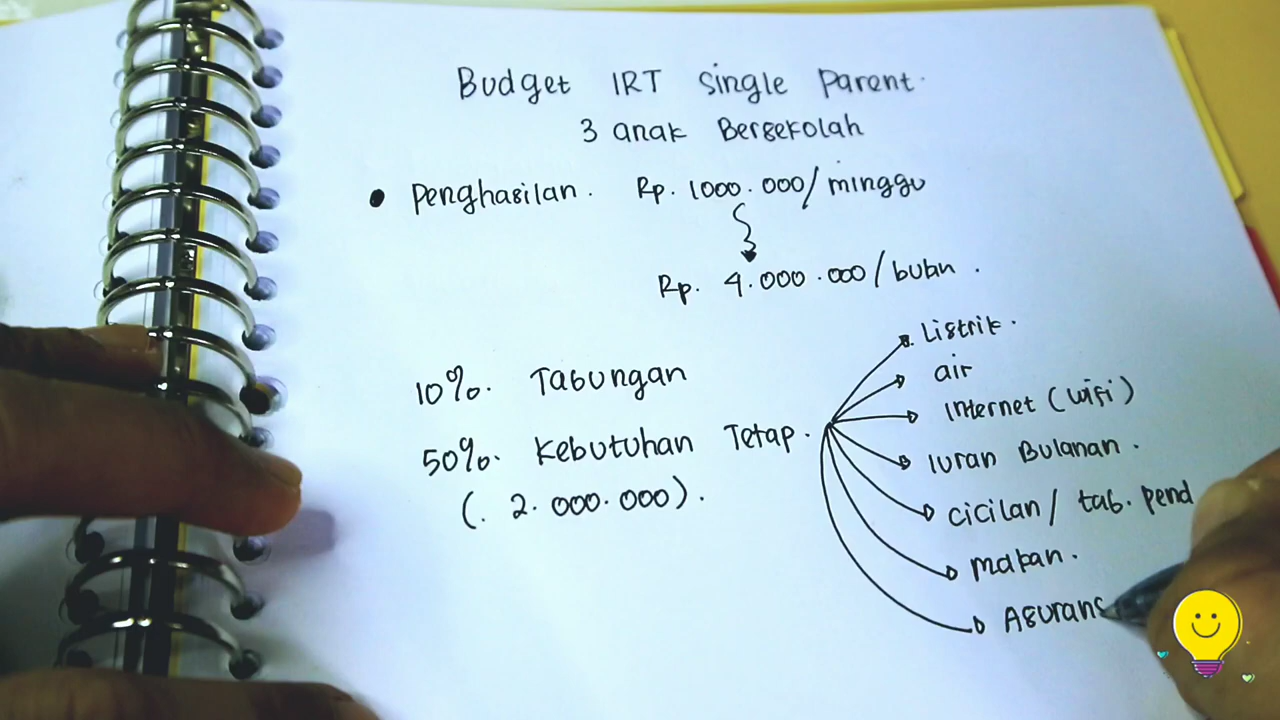 Budget IRT Single Parent.
3 anak Bersekolah
• Penghasilan. Rp. 1000.000/minggu
Rp. 4.000.000/bulan.
10%. Tabungan
50%. Kebutuhan Tetap.
(. 2.000.000).
Listrik.
air
Internet (wifi)
iuran Bulanan.
cicilan/ tab. pend
makan.
Asurans